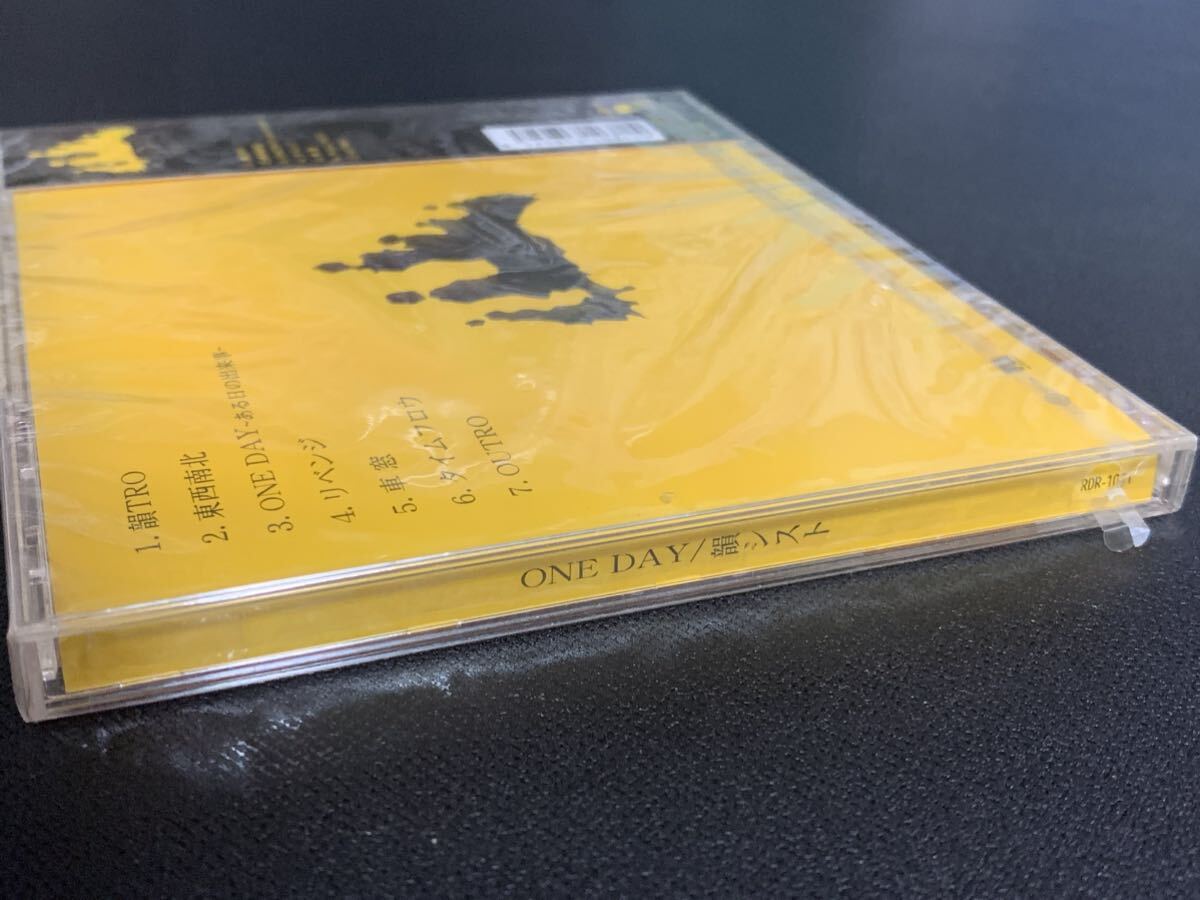 1. 韻TRO
2. 東西南北
3. ONE DAY-ある日の出来事-
4. リベンジ
5. 車窓
6. タイムフロウ
7. OUTRO
ONE DAY/韻シスト